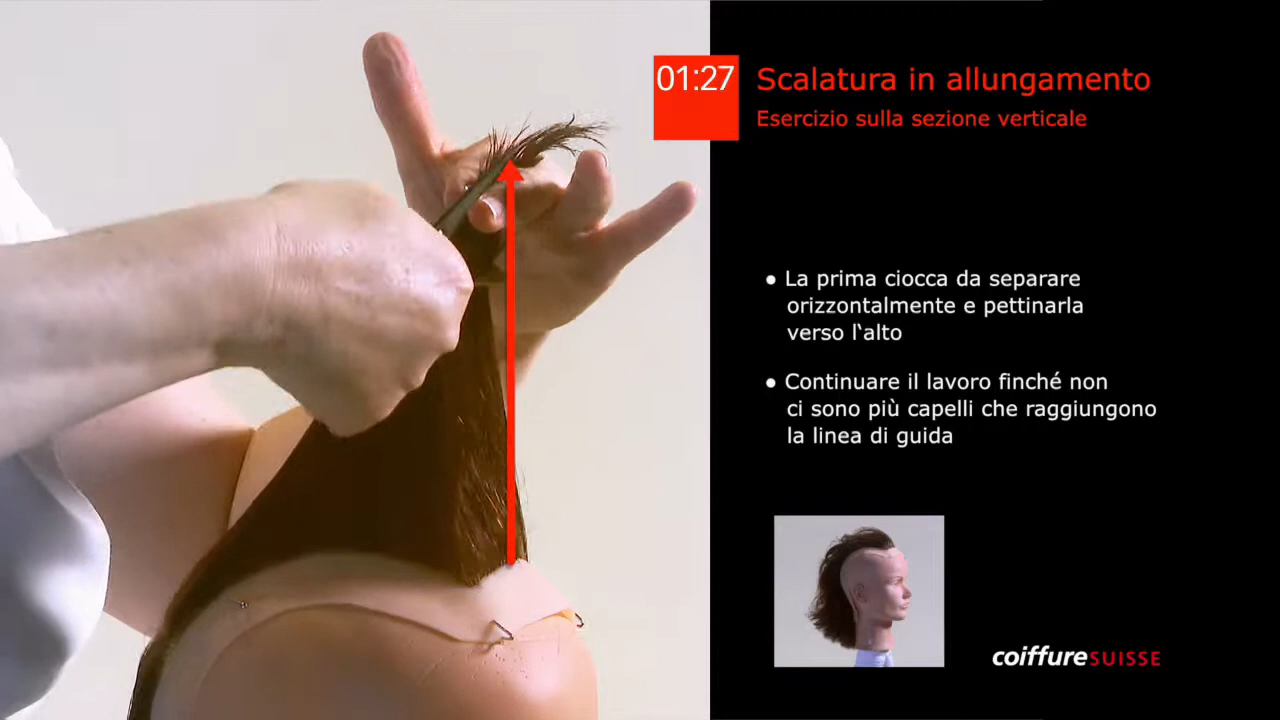 01:27
Scalatura in allungamento
Esercizio sulla sezione verticale
● La prima ciocca da separare
orizzontalmente e pettinarla
verso l‘alto
● Continuare il lavoro finché non
ci sono più capelli che raggiungono
la linea di guida
coiffureSUISSE